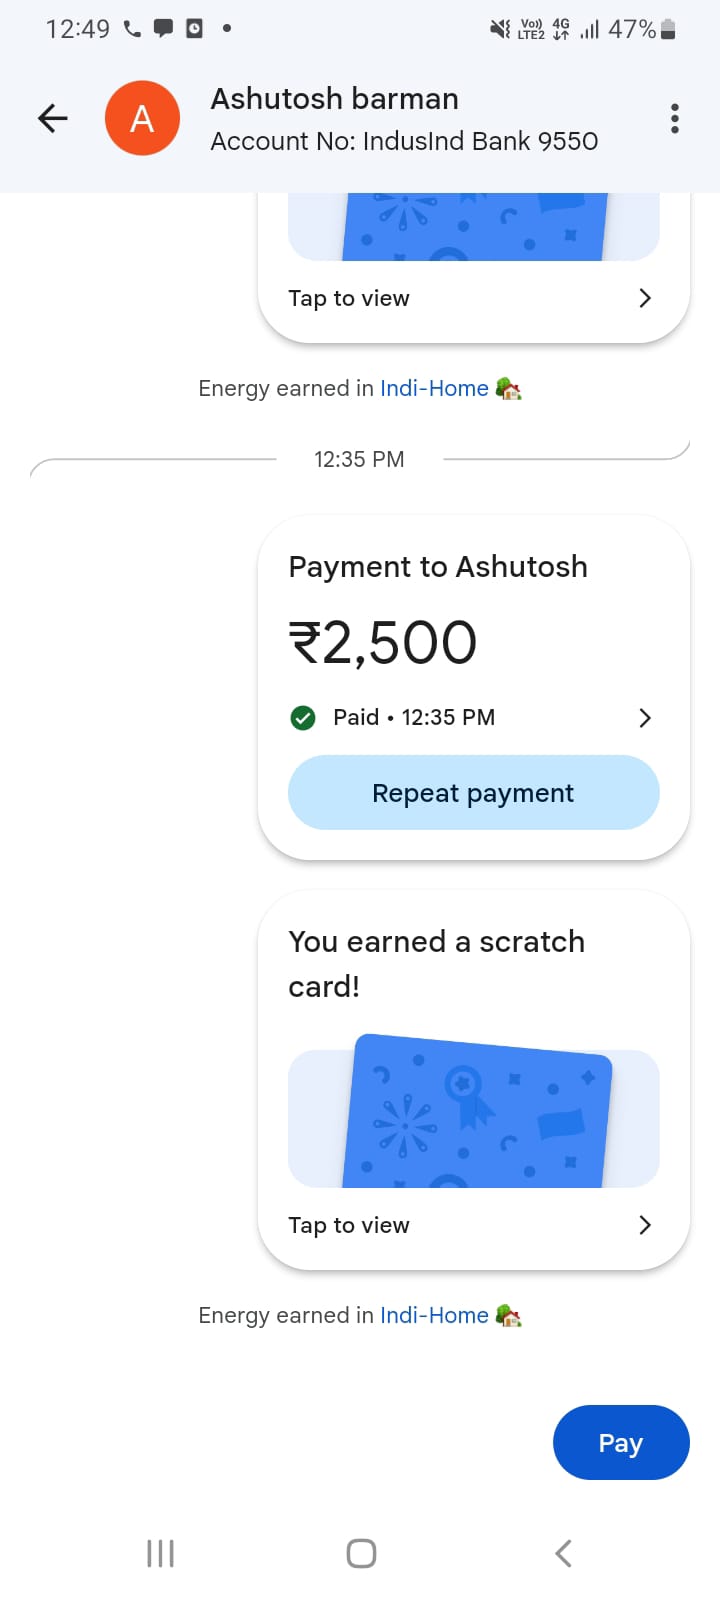 12:49
Vo)) LTE2 4G 47%
A
Ashutosh barman
Account No: IndusInd Bank 9550
Tap to view
Energy earned in Indi-Home 🏡
12:35 PM
Payment to Ashutosh
₹2,500
Paid • 12:35 PM
Repeat payment
You earned a scratch
card!
Tap to view
Energy earned in Indi-Home 🏡
Pay